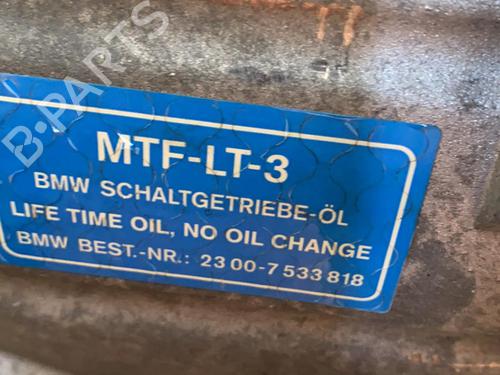 B-PARTS
MTF-LT-3
BMW SCHALTGETRIEBE-ÖL
LIFE TIME OIL, NO OIL CHANGE
BMW BEST.-NR.: 23 00-7 533 818